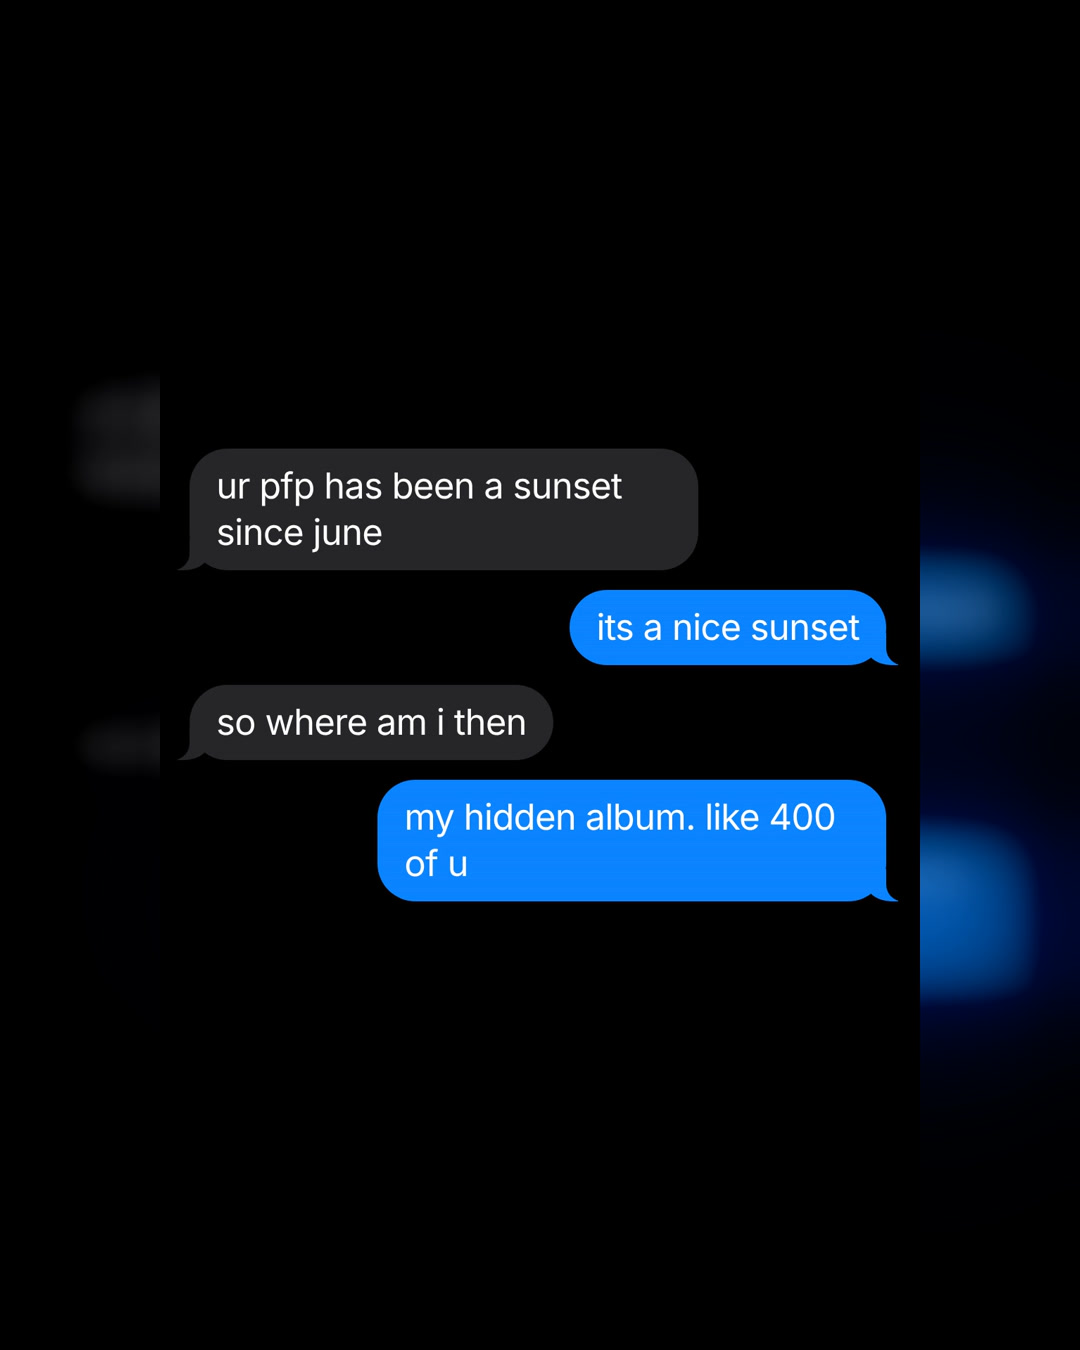 ur pfp has been a sunset
since june
its a nice sunset
so where am i then
my hidden album. like 400
of u